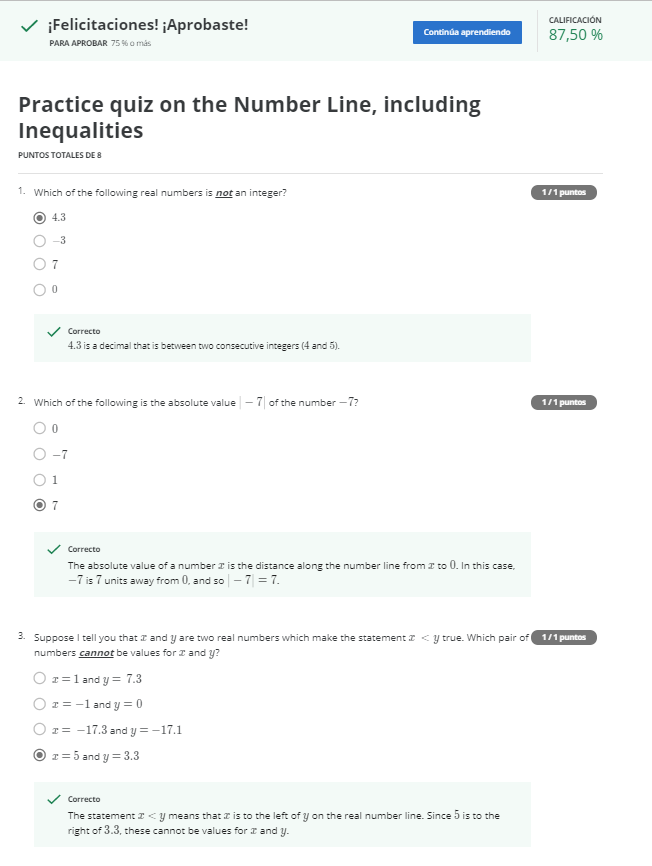 ¡Felicitaciones! ¡Aprobaste!
PARA APROBAR 75 % o más
Continúa aprendiendo
CALIFICACIÓN
87,50 %
Practice quiz on the Number Line, including
Inequalities
PUNTOS TOTALES DE 8
1. Which of the following real numbers is not an integer?
1 / 1 puntos
4.3
−3
7
0
Correcto
4.3 is a decimal that is between two consecutive integers (4 and 5).
2. Which of the following is the absolute value | − 7| of the number −7?
1 / 1 puntos
0
−7
1
7
Correcto
The absolute value of a number x is the distance along the number line from x to 0. In this case,
−7 is 7 units away from 0, and so | − 7| = 7.
3. Suppose I tell you that x and y are two real numbers which make the statement x < y true. Which pair of
1 / 1 puntos
numbers cannot be values for x and y?
x = 1 and y = 7.3
x = −1 and y = 0
x = −17.3 and y = −17.1
x = 5 and y = 3.3
Correcto
The statement x < y means that x is to the left of y on the real number line. Since 5 is to the
right of 3.3, these cannot be values for x and y.